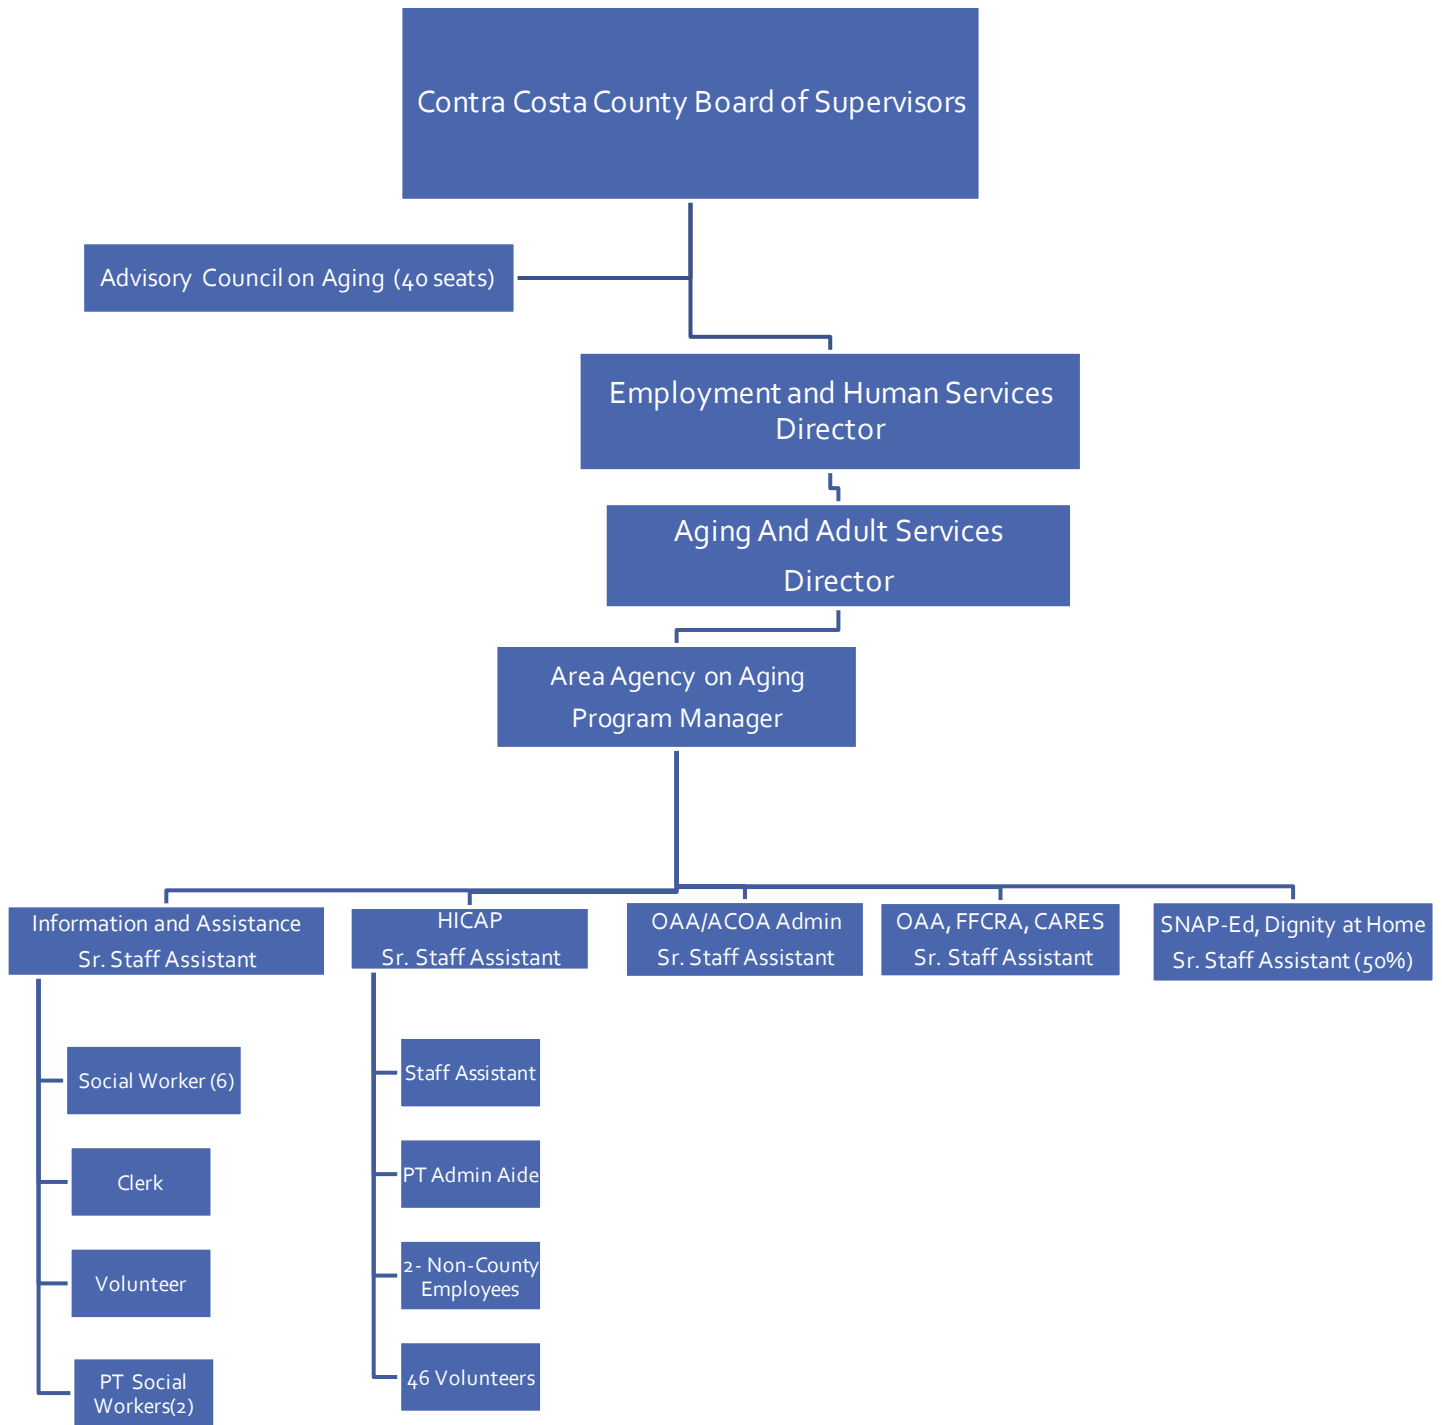 Contra Costa County Board of Supervisors
Advisory Council on Aging (40 seats)
Employment and Human Services
Director
Aging And Adult Services
Director
Area Agency on Aging
Program Manager
Information and Assistance
Sr. Staff Assistant
HICAP
Sr. Staff Assistant
OAA/ACOA Admin
Sr. Staff Assistant
OAA, FFCRA, CARES
Sr. Staff Assistant
SNAP-Ed, Dignity at Home
Sr. Staff Assistant (50%)
Social Worker (6)
Clerk
Volunteer
PT Social
Workers(2)
Staff Assistant
PT Admin Aide
2- Non-County
Employees
46 Volunteers